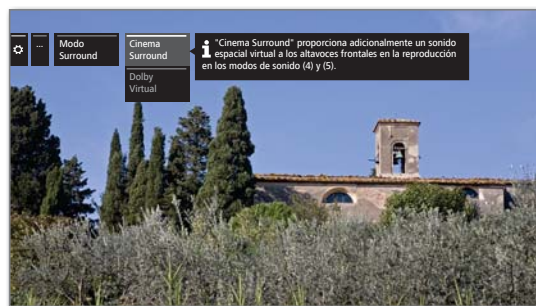 ...
Modo
Surround
Cinema
Surround
Dolby
Virtual
i "Cinema Surround" proporciona adicionalmente un sonido
espacial virtual a los altavoces frontales en la reproducción
en los modos de sonido (4) y (5).